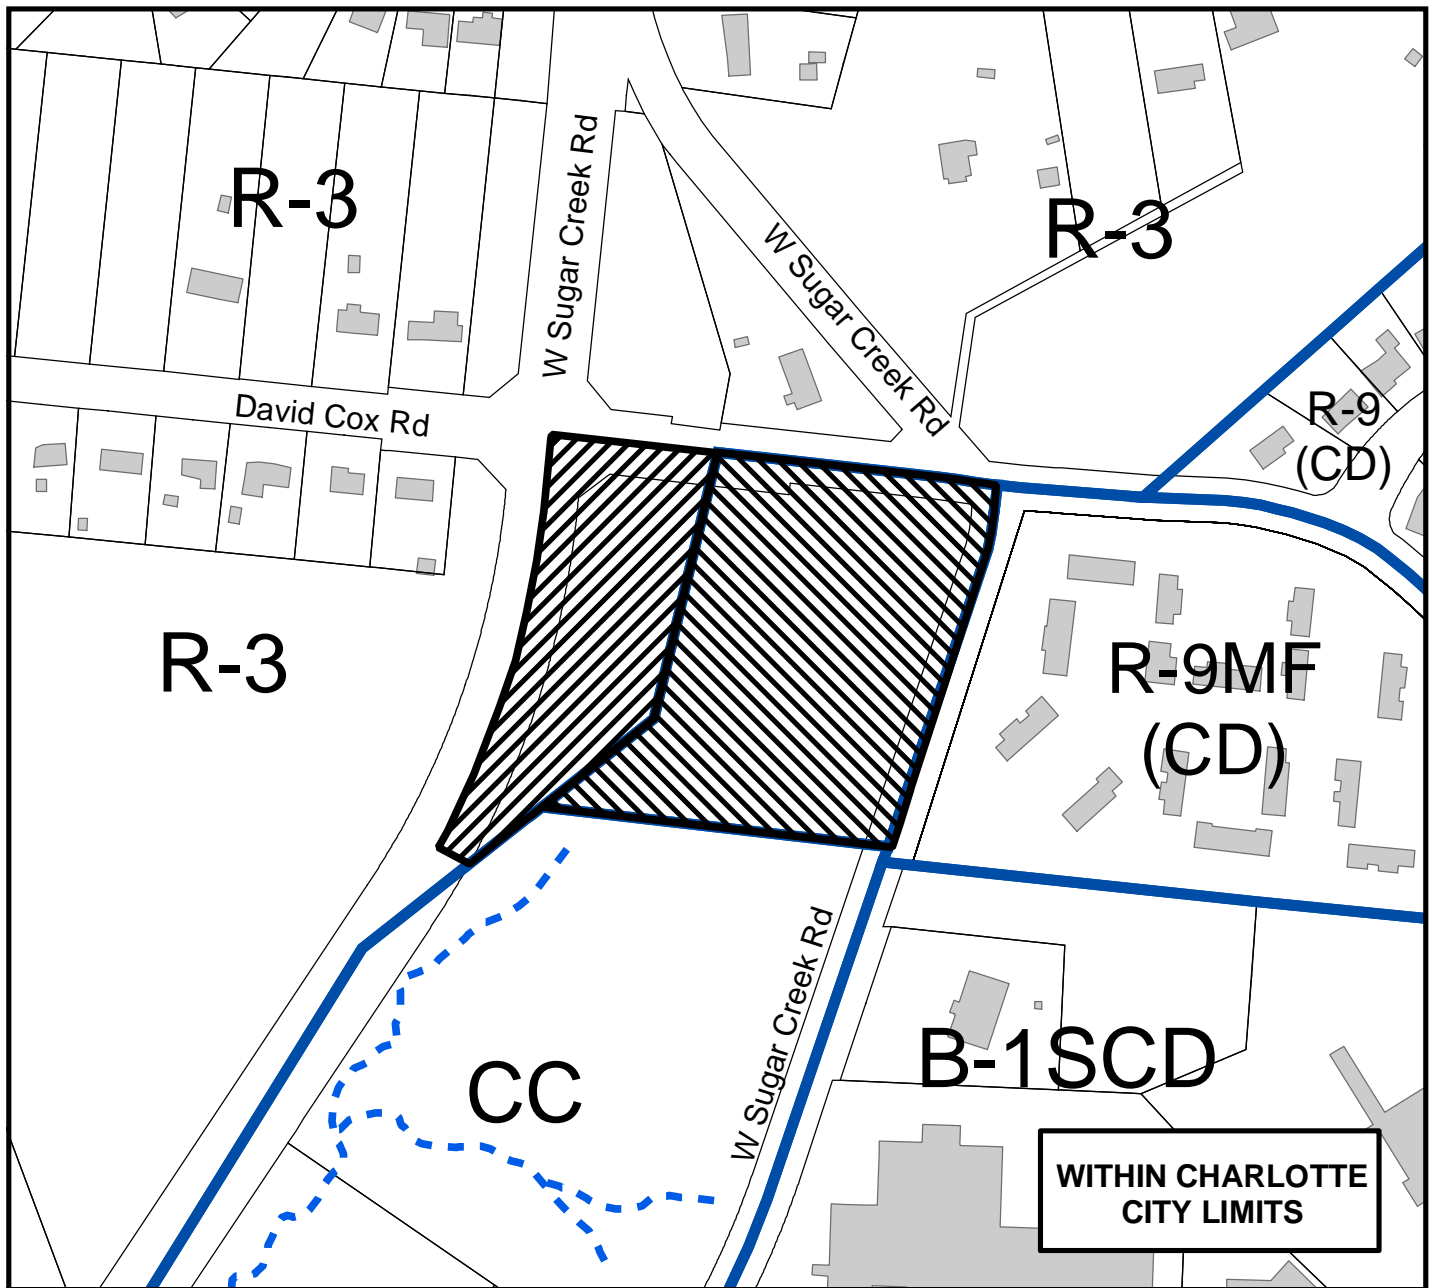 R-3
W Sugar Creek Rd
W Sugar Creek Rd
R-3
David Cox Rd
R-9
(CD)
R-3
R-9MF
(CD)
W Sugar Creek Rd
CC
B-1SCD
WITHIN CHARLOTTE
CITY LIMITS